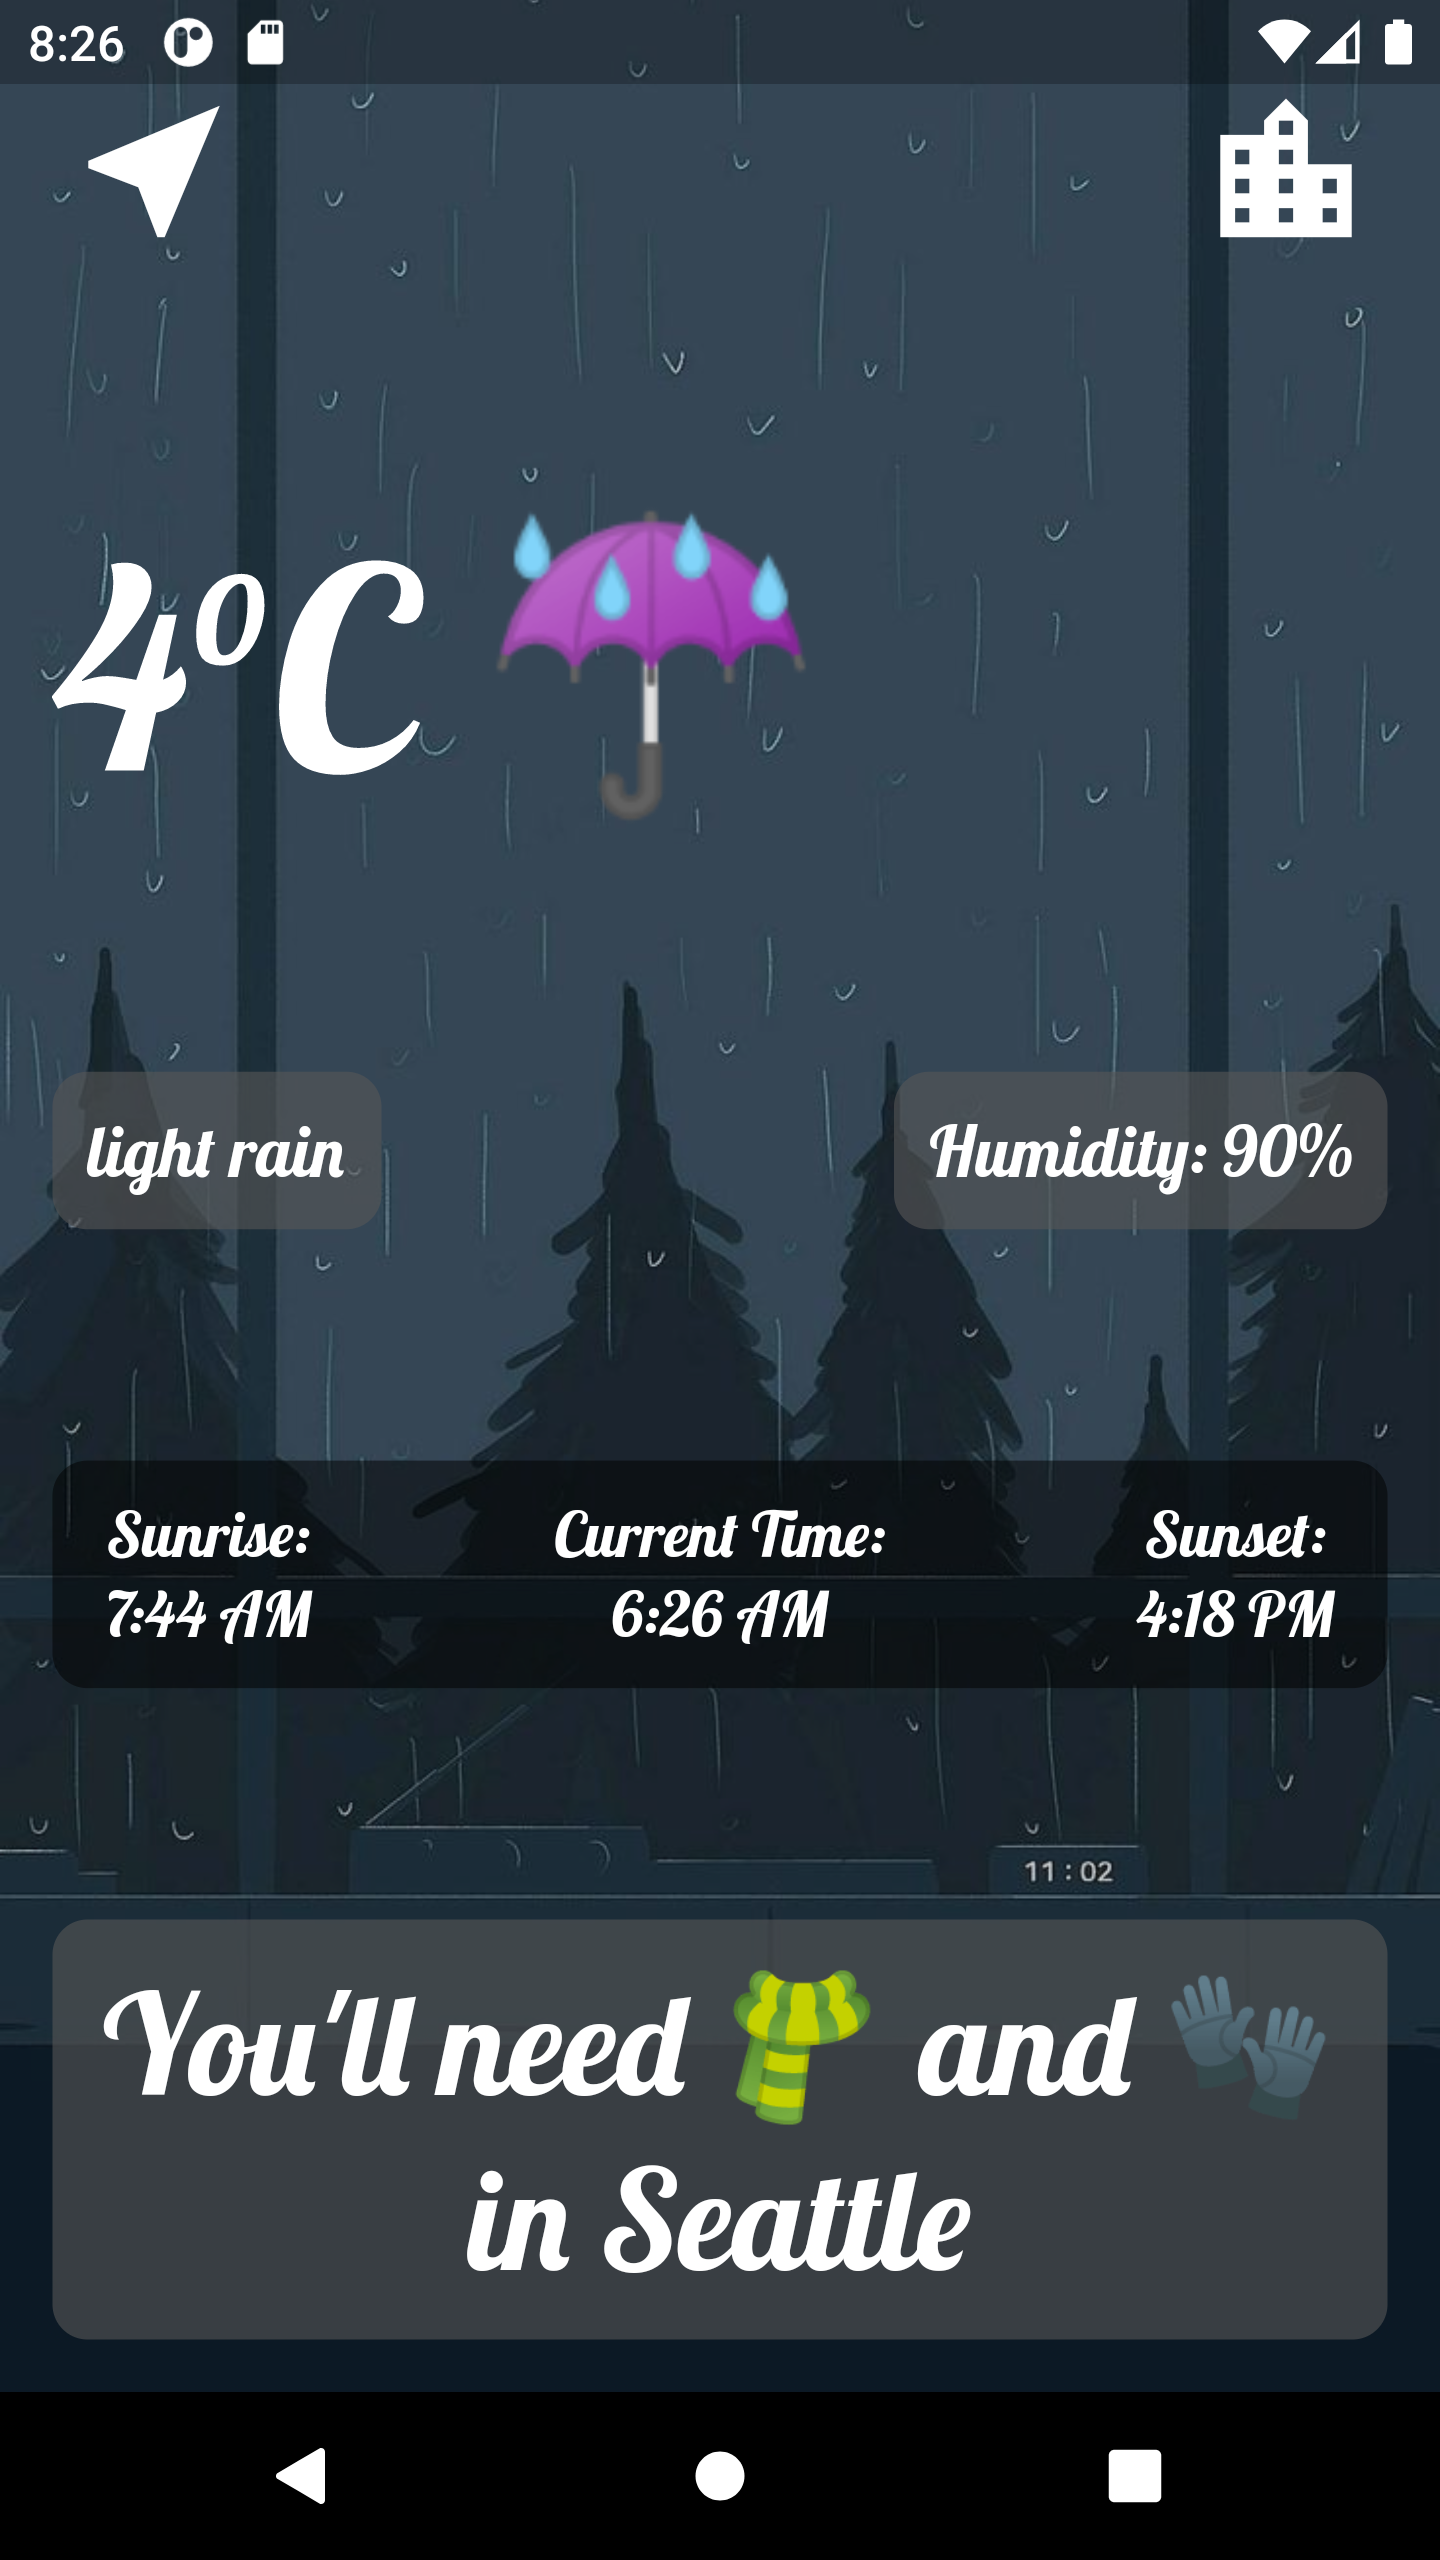 8:26
4°C
light rain
Humidity: 90%
Sunrise:
7:44 AM
Current Time:
6:26 AM
Sunset:
4:18 PM
11:02
You'll need 🧣 and 🧤
in Seattle